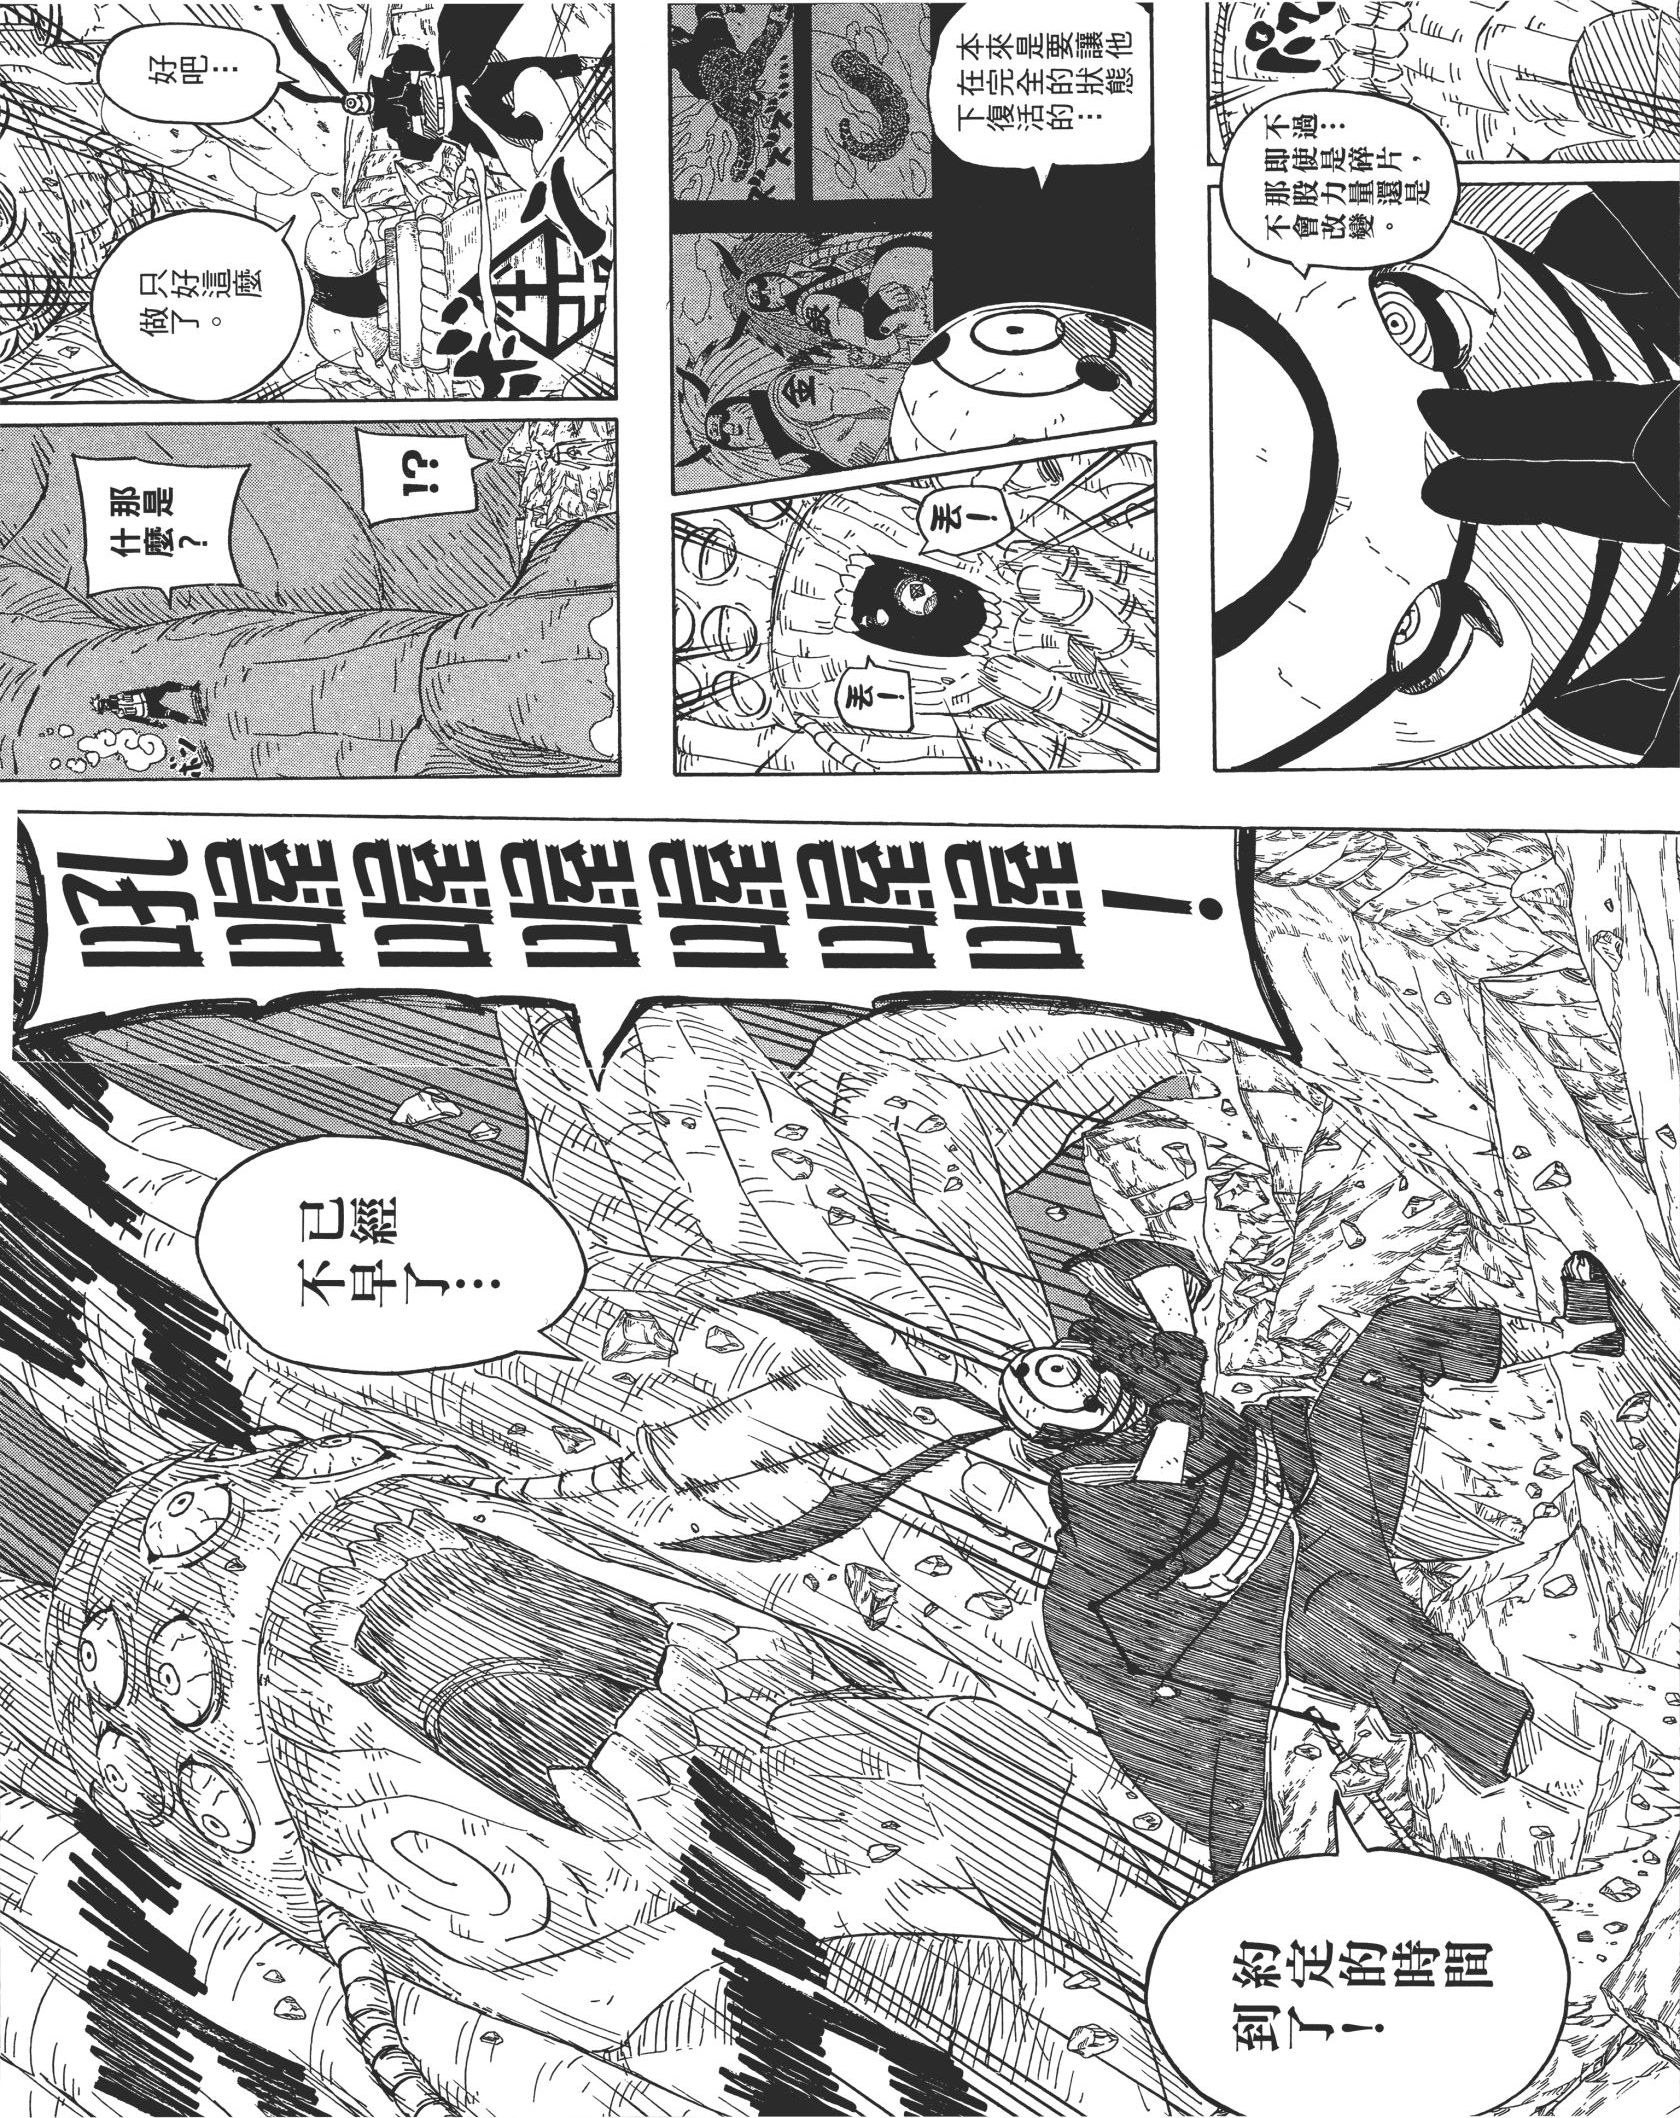 好吧…
只好這麼
做了。
!?
那是
什麼？
ボン
本來是要讓他
在完全的狀態
下復活的…
銀
金
丟！
丟！
不過…
即使是碎片，
那股力量還是
不會改變。
吼喔喔喔喔喔喔！
已經
不早了…
約定的時間
到了！